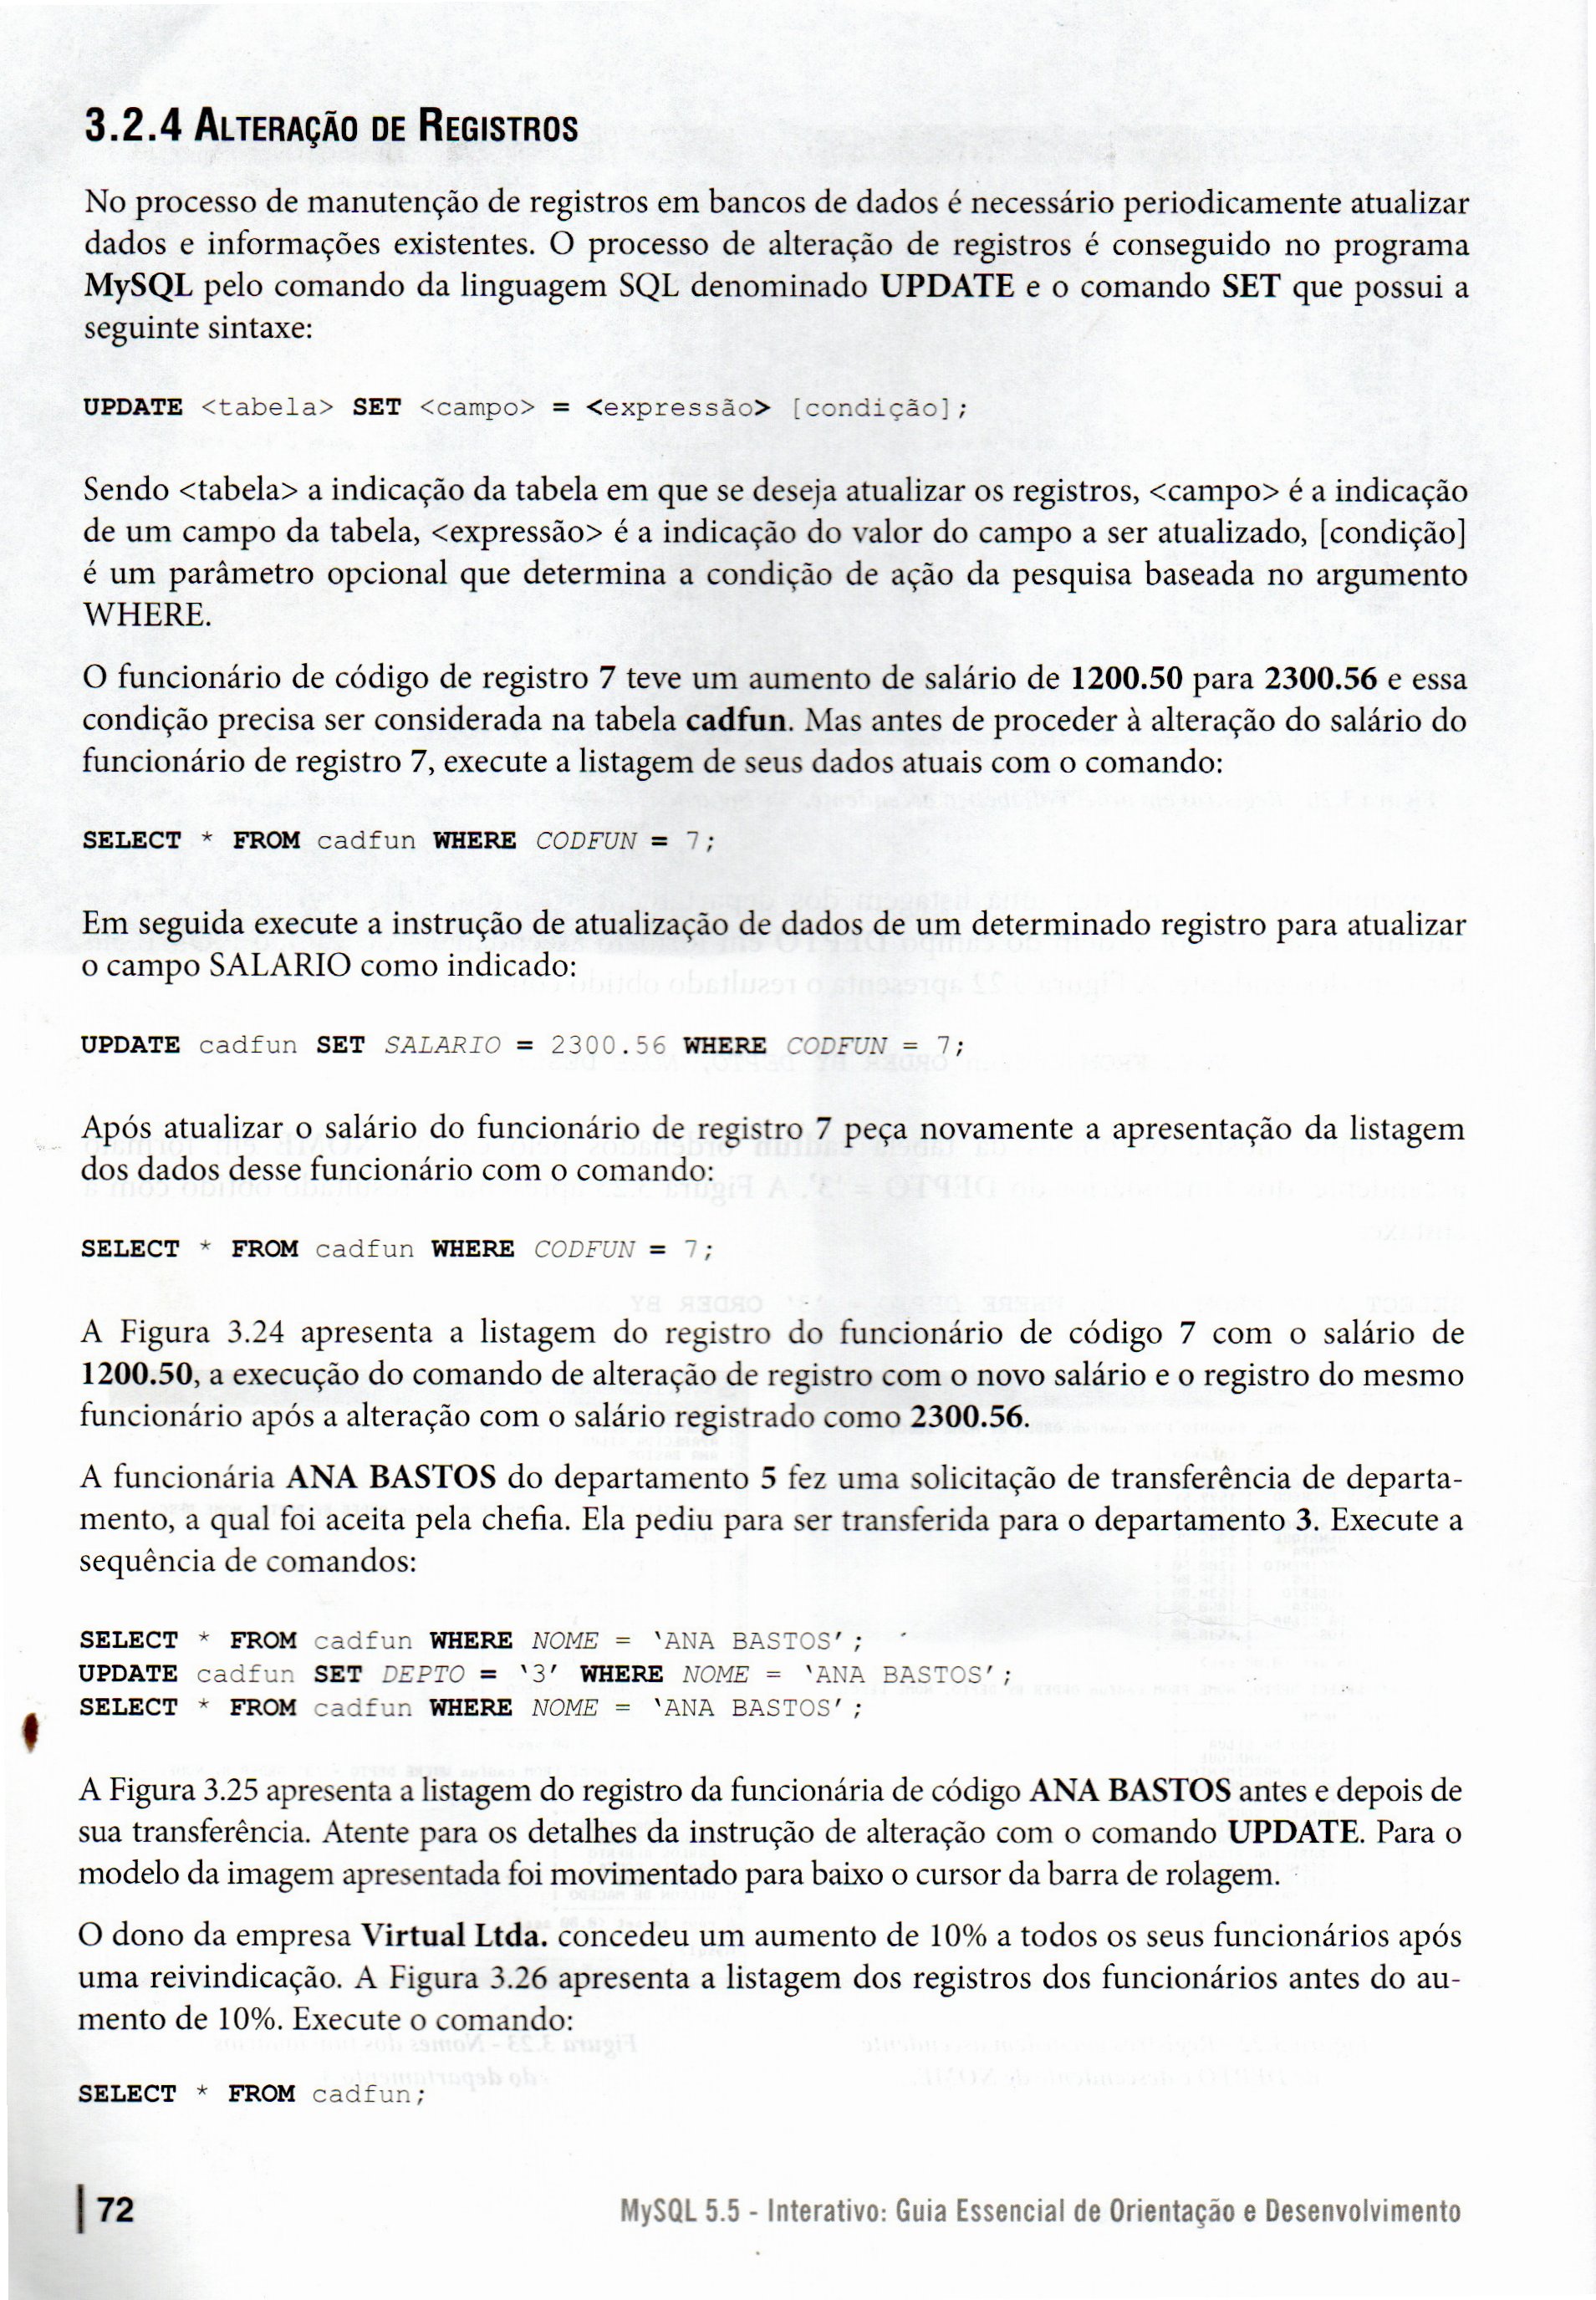 3.2.4 Alteração de Registros
No processo de manutenção de registros em bancos de dados é necessário periodicamente atualizar
dados e informações existentes. O processo de alteração de registros é conseguido no programa
MySQL pelo comando da linguagem SQL denominado UPDATE e o comando SET que possui a
seguinte sintaxe:
UPDATE <tabela> SET <campo> = <expressão> [condição];
Sendo <tabela> a indicação da tabela em que se deseja atualizar os registros, <campo> é a indicação
de um campo da tabela, <expressão> é a indicação do valor do campo a ser atualizado, [condição]
é um parâmetro opcional que determina a condição de ação da pesquisa baseada no argumento
WHERE.
O funcionário de código de registro 7 teve um aumento de salário de 1200.50 para 2300.56 e essa
condição precisa ser considerada na tabela cadfun. Mas antes de proceder à alteração do salário do
funcionário de registro 7, execute a listagem de seus dados atuais com o comando:
SELECT * FROM cadfun WHERE CODFUN = 7;
Em seguida execute a instrução de atualização de dados de um determinado registro para atualizar
o campo SALARIO como indicado:
UPDATE cadfun SET SALARIO = 2300.56 WHERE CODFUN = 7;
Após atualizar o salário do funcionário de registro 7 peça novamente a apresentação da listagem
dos dados desse funcionário com o comando:
SELECT * FROM cadfun WHERE CODFUN = 7;
A Figura 3.24 apresenta a listagem do registro do funcionário de código 7 com o salário de
1200.50, a execução do comando de alteração de registro com o novo salário e o registro do mesmo
funcionário após a alteração com o salário registrado como 2300.56.
A funcionária ANA BASTOS do departamento 5 fez uma solicitação de transferência de departa-
mento, a qual foi aceita pela chefia. Ela pediu para ser transferida para o departamento 3. Execute a
sequência de comandos:
SELECT * FROM cadfun WHERE NOME = ‘ANA BASTOS’;
UPDATE cadfun SET DEPTO = ‘3’ WHERE NOME = ‘ANA BASTOS’;
SELECT * FROM cadfun WHERE NOME = ‘ANA BASTOS’;
A Figura 3.25 apresenta a listagem do registro da funcionária de código ANA BASTOS antes e depois de
sua transferência. Atente para os detalhes da instrução de alteração com o comando UPDATE. Para o
modelo da imagem apresentada foi movimentado para baixo o cursor da barra de rolagem.
O dono da empresa Virtual Ltda. concedeu um aumento de 10% a todos os seus funcionários após
uma reivindicação. A Figura 3.26 apresenta a listagem dos registros dos funcionários antes do au-
mento de 10%. Execute o comando:
SELECT * FROM cadfun;
72
MySQL 5.5 - Interativo: Guia Essencial de Orientação e Desenvolvimento